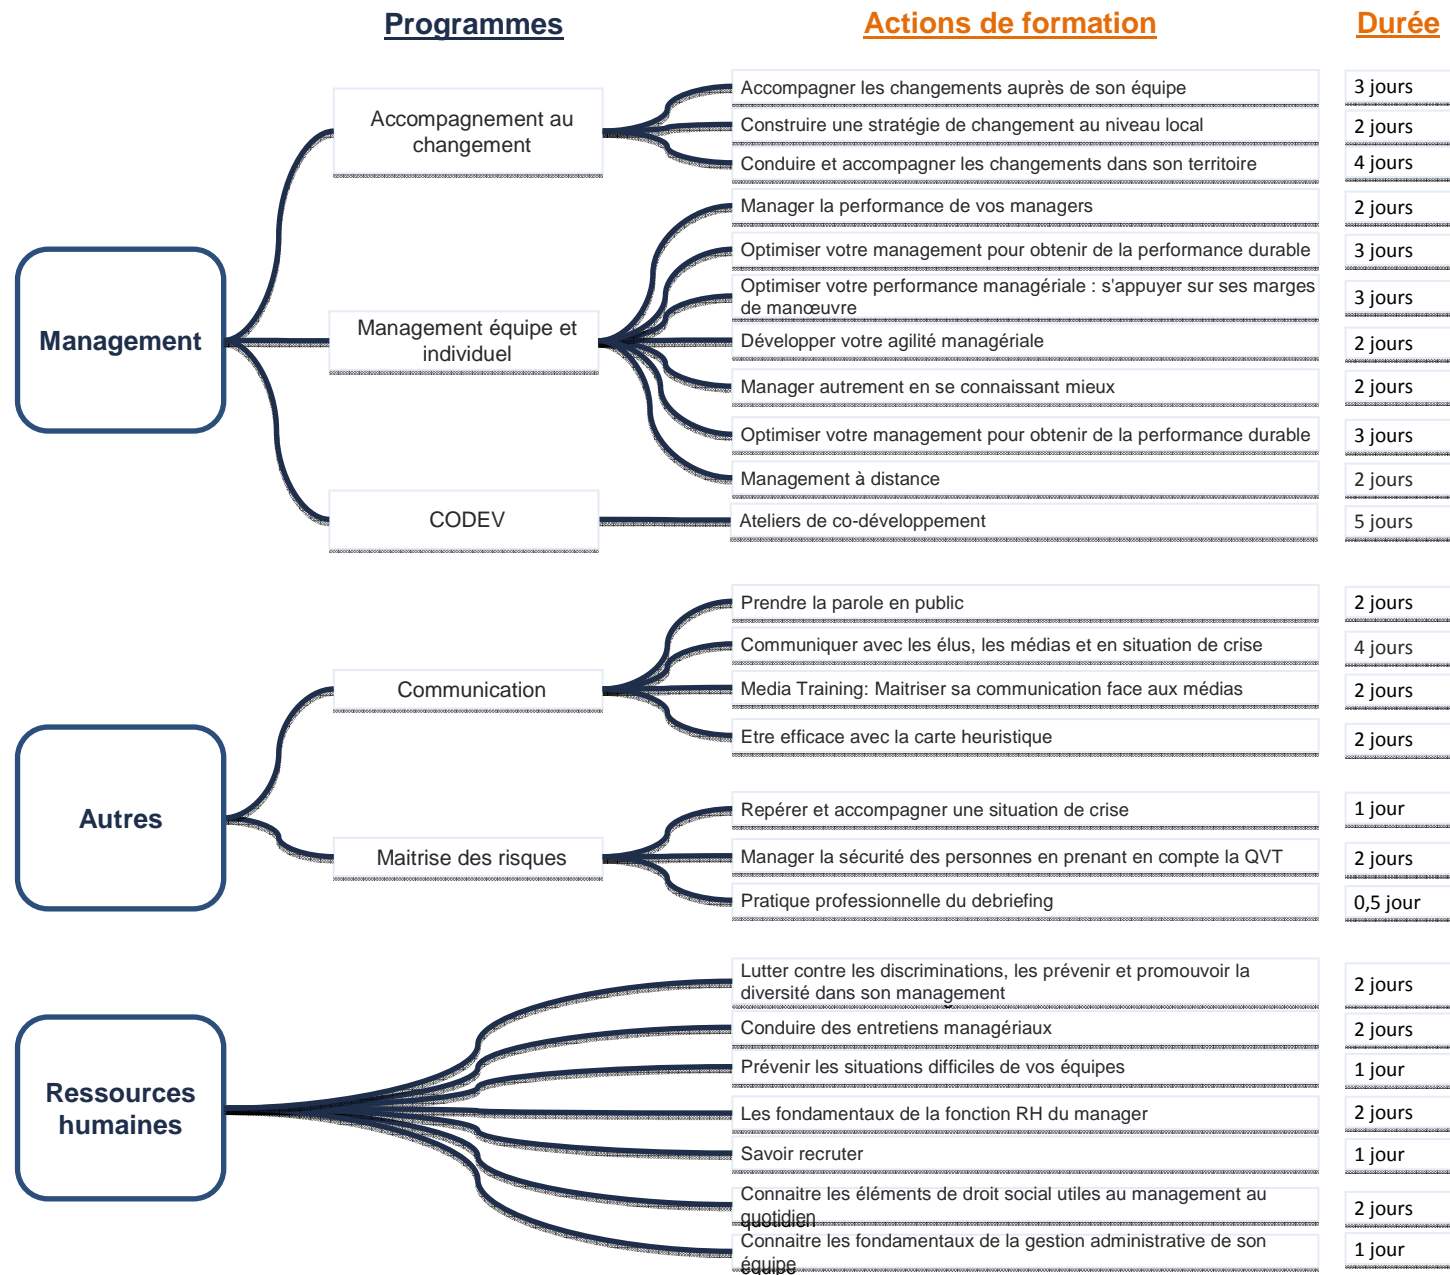 Programmes
Actions de formation
Durée
Management
Accompagnement au
changement
Accompagner les changements auprès de son équipe
3 jours
Construire une stratégie de changement au niveau local
2 jours
Conduire et accompagner les changements dans son territoire
4 jours
Management équipe et
individuel
Manager la performance de vos managers
2 jours
Optimiser votre management pour obtenir de la performance durable
3 jours
Optimiser votre performance managériale : s'appuyer sur ses marges
de manœuvre
3 jours
Développer votre agilité managériale
2 jours
Manager autrement en se connaissant mieux
2 jours
Optimiser votre management pour obtenir de la performance durable
3 jours
Management à distance
2 jours
CODEV
Ateliers de co-développement
5 jours
Autres
Communication
Prendre la parole en public
2 jours
Communiquer avec les élus, les médias et en situation de crise
4 jours
Media Training: Maitriser sa communication face aux médias
2 jours
Etre efficace avec la carte heuristique
2 jours
Maitrise des risques
Repérer et accompagner une situation de crise
1 jour
Manager la sécurité des personnes en prenant en compte la QVT
2 jours
Pratique professionnelle du debriefing
0,5 jour
Ressources
humaines
Lutter contre les discriminations, les prévenir et promouvoir la
diversité dans son management
2 jours
Conduire des entretiens managériaux
2 jours
Prévenir les situations difficiles de vos équipes
1 jour
Les fondamentaux de la fonction RH du manager
2 jours
Savoir recruter
1 jour
Connaitre les éléments de droit social utiles au management au
quotidien
2 jours
Connaitre les fondamentaux de la gestion administrative de son
équipe
1 jour